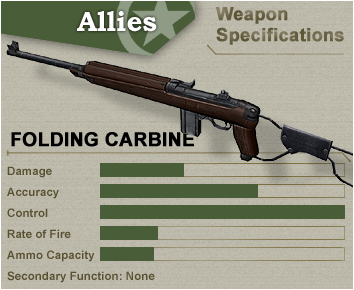 Allies
Weapon
Specifications
FOLDING CARBINE
Damage
Accuracy
Control
Rate of Fire
Ammo Capacity
Secondary Function: None